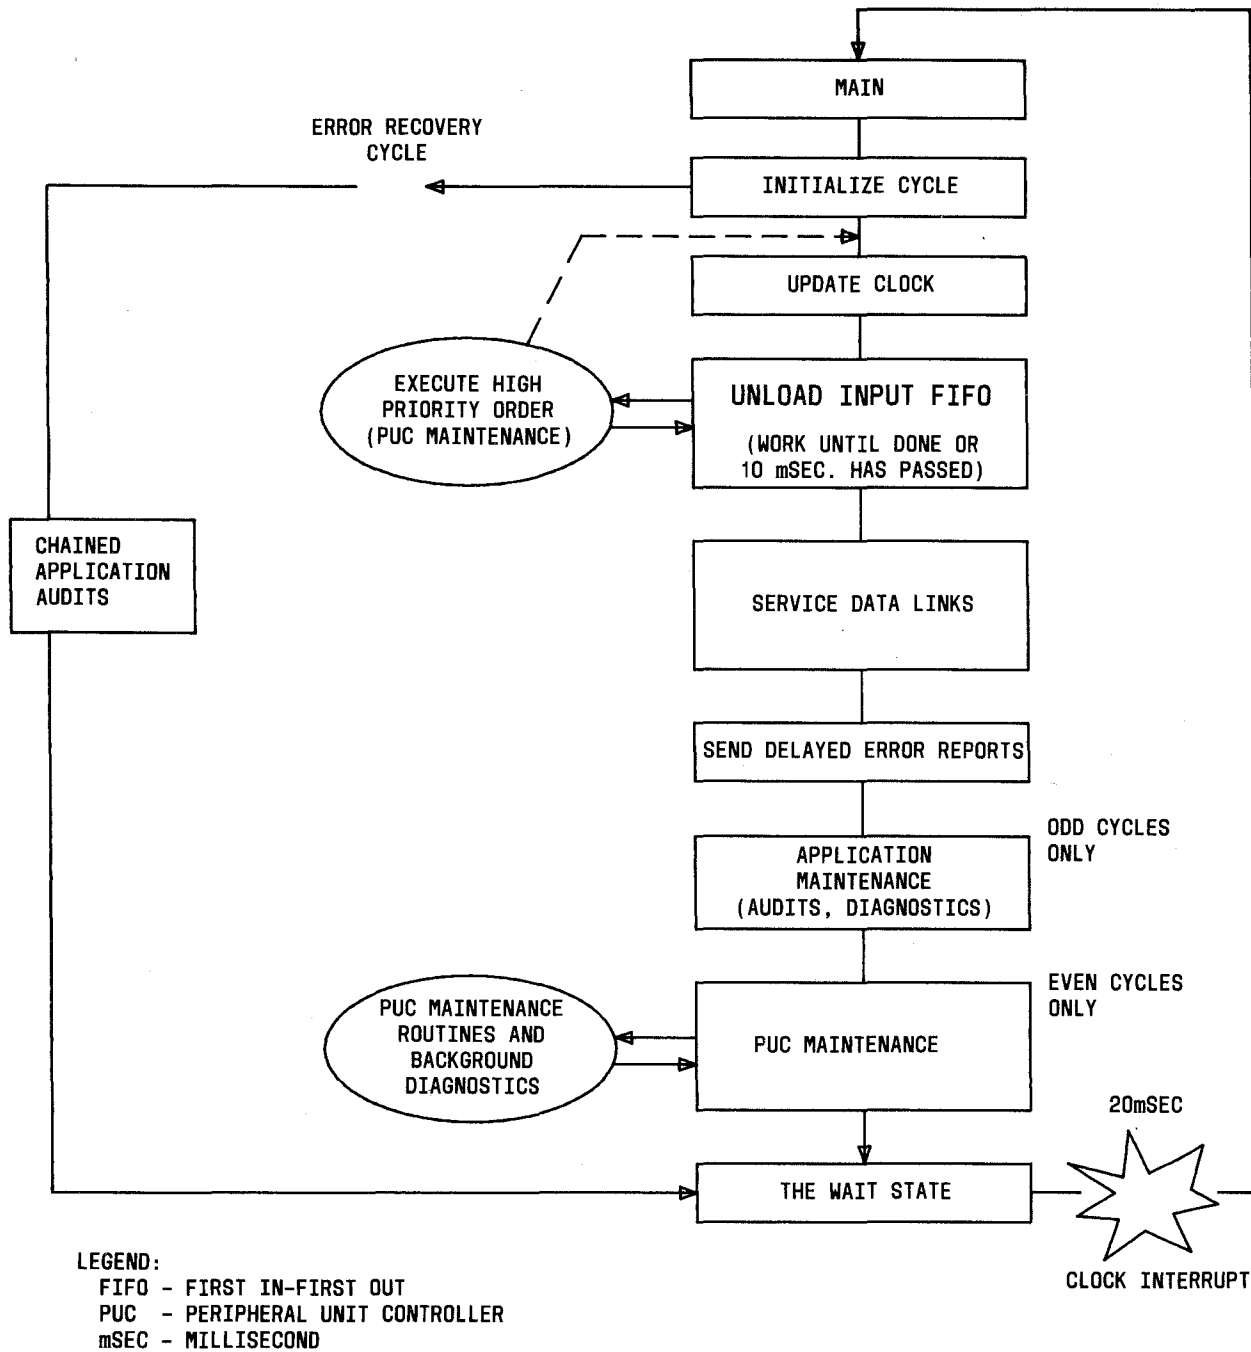 MAIN
ERROR RECOVERY
CYCLE
INITIALIZE CYCLE
UPDATE CLOCK
EXECUTE HIGH
PRIORITY ORDER
(PUC MAINTENANCE)
UNLOAD INPUT FIFO
(WORK UNTIL DONE OR
10 mSEC. HAS PASSED)
CHAINED
APPLICATION
AUDITS
SERVICE DATA LINKS
SEND DELAYED ERROR REPORTS
ODD CYCLES
ONLY
APPLICATION
MAINTENANCE
(AUDITS, DIAGNOSTICS)
EVEN CYCLES
ONLY
PUC MAINTENANCE
ROUTINES AND
BACKGROUND
DIAGNOSTICS
PUC MAINTENANCE
20mSEC
THE WAIT STATE
CLOCK INTERRUPT
LEGEND:
FIFO - FIRST IN-FIRST OUT
PUC - PERIPHERAL UNIT CONTROLLER
mSEC - MILLISECOND